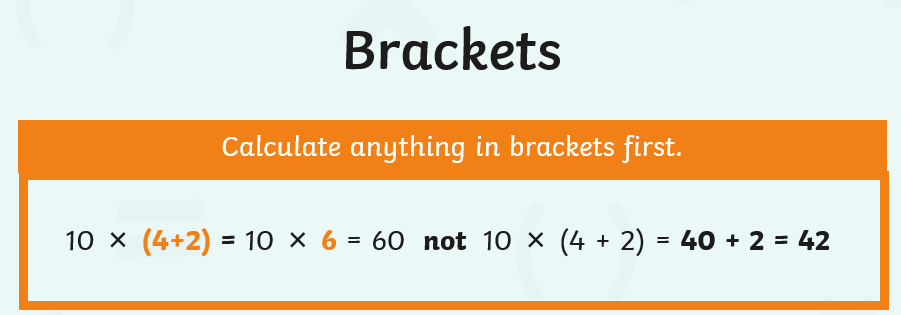 Brackets
Calculate anything in brackets first.
10 × (4+2) = 10 × 6 = 60 not 10 × (4 + 2) = 40 + 2 = 42